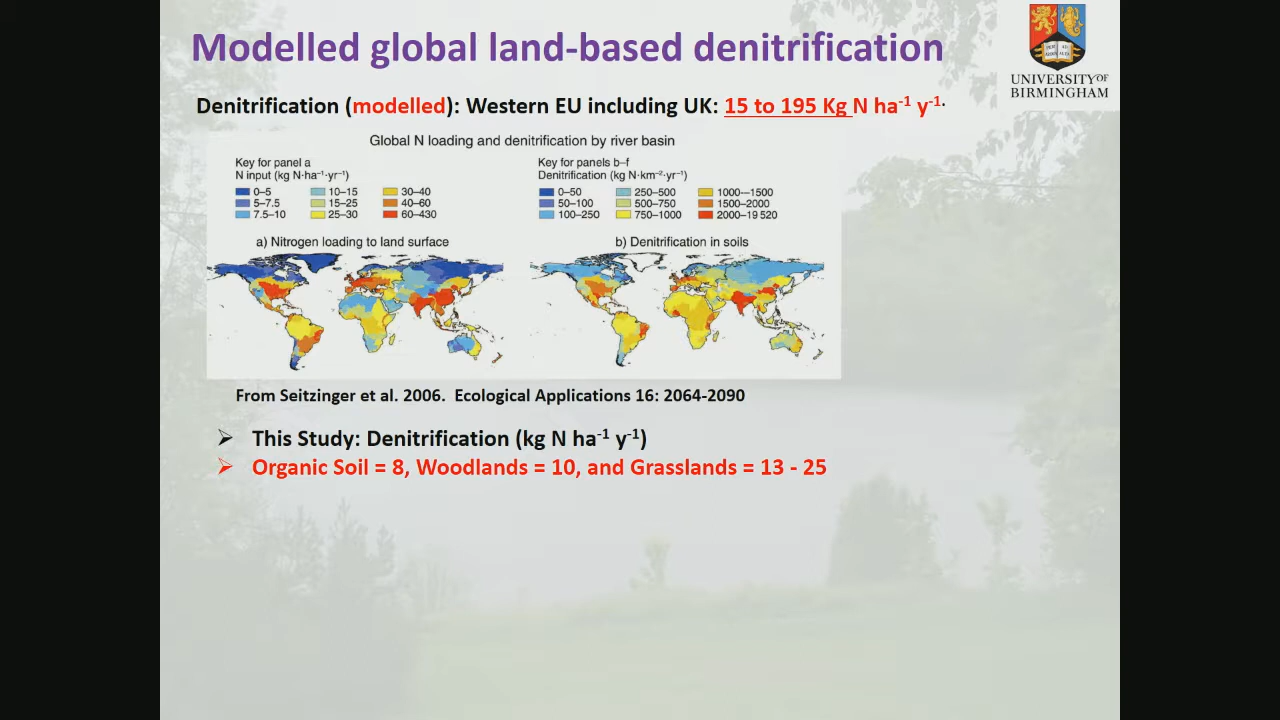 Modelled global land-based denitrification
UNIVERSITY OF
BIRMINGHAM
Denitrification (modelled): Western EU including UK: 15 to 195 Kg N ha⁻¹ y⁻¹.
Global N loading and denitrification by river basin
Key for panel a
N input (kg N·ha⁻¹·yr⁻¹)
0–5 10–15 30–40
5–7.5 15–25 40–60
7.5–10 25–30 60–430
Key for panels b–f
Denitrification (kg N·km⁻²·yr⁻¹)
0–50 250–500 1000–1500
50–100 500–750 1500–2000
100–250 750–1000 2000–19 520
a) Nitrogen loading to land surface
b) Denitrification in soils
From Seitzinger et al. 2006. Ecological Applications 16: 2064-2090
➢ This Study: Denitrification (kg N ha⁻¹ y⁻¹)
➢ Organic Soil = 8, Woodlands = 10, and Grasslands = 13 - 25